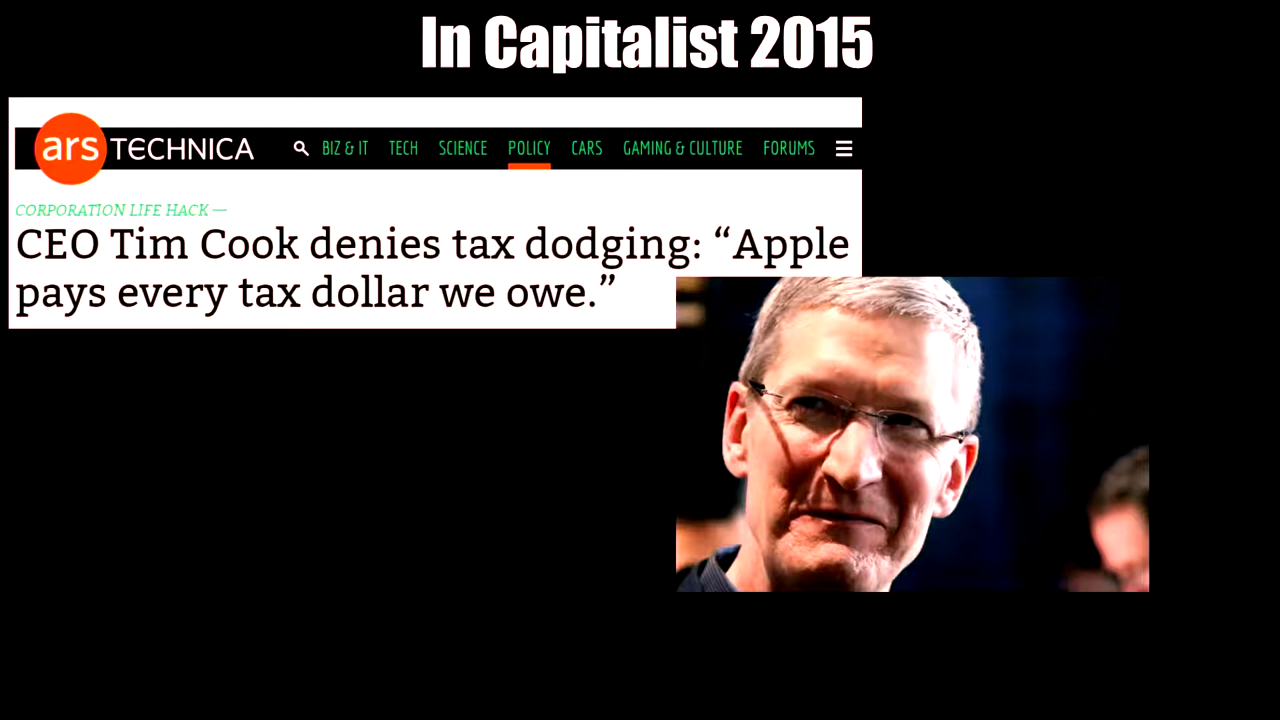 In Capitalist 2015
ars TECHNICA BIZ & IT TECH SCIENCE POLICY CARS GAMING & CULTURE FORUMS
CORPORATION LIFE HACK —
CEO Tim Cook denies tax dodging: “Apple
pays every tax dollar we owe.”